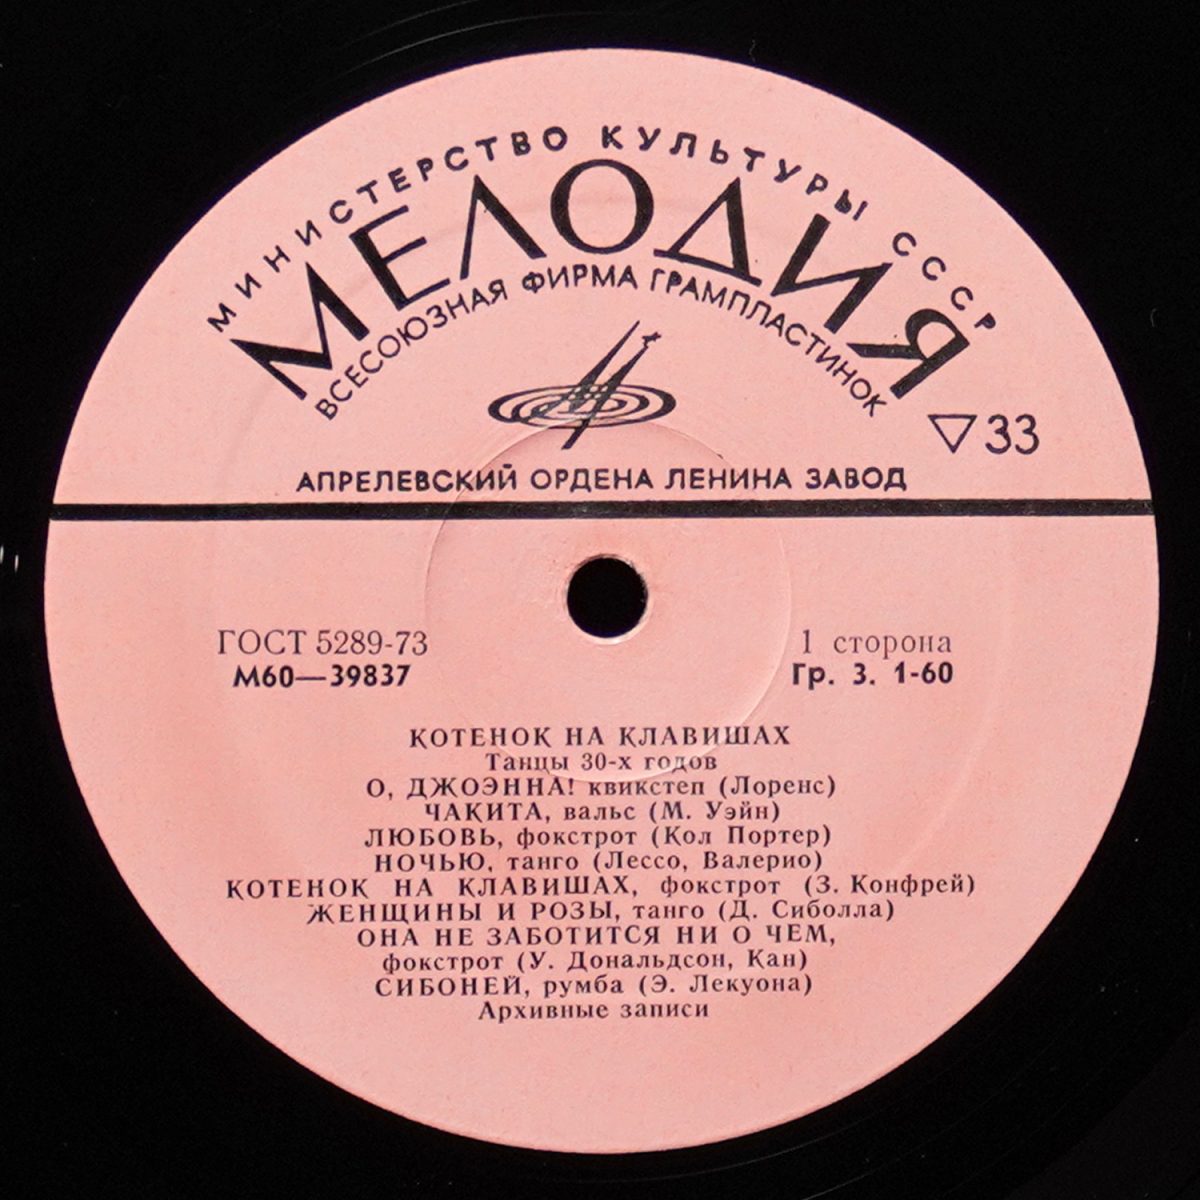 МИНИСТЕРСТВО КУЛЬТУРЫ СССР
МЕЛОДИЯ
ВСЕСОЮЗНАЯ ФИРМА ГРАМПЛАСТИНОК
▽33
АПРЕЛЕВСКИЙ ОРДЕНА ЛЕНИНА ЗАВОД
ГОСТ 5289-73
М60—39837
1 сторона
Гр. 3. 1-60
КОТЕНОК НА КЛАВИШАХ
Танцы 30-х годов
О, ДЖОЭННА! квикстеп (Лоренс)
ЧАКИТА, вальс (М. Уэйн)
ЛЮБОВЬ, фокстрот (Кол Портер)
НОЧЬЮ, танго (Лессо, Валерио)
КОТЕНОК НА КЛАВИШАХ, фокстрот (З. Конфрей)
ЖЕНЩИНЫ И РОЗЫ, танго (Д. Сиболла)
ОНА НЕ ЗАБОТИТСЯ НИ О ЧЕМ,
фокстрот (У. Дональдсон, Кан)
СИБОНЕЙ, румба (Э. Лекуона)
Архивные записи